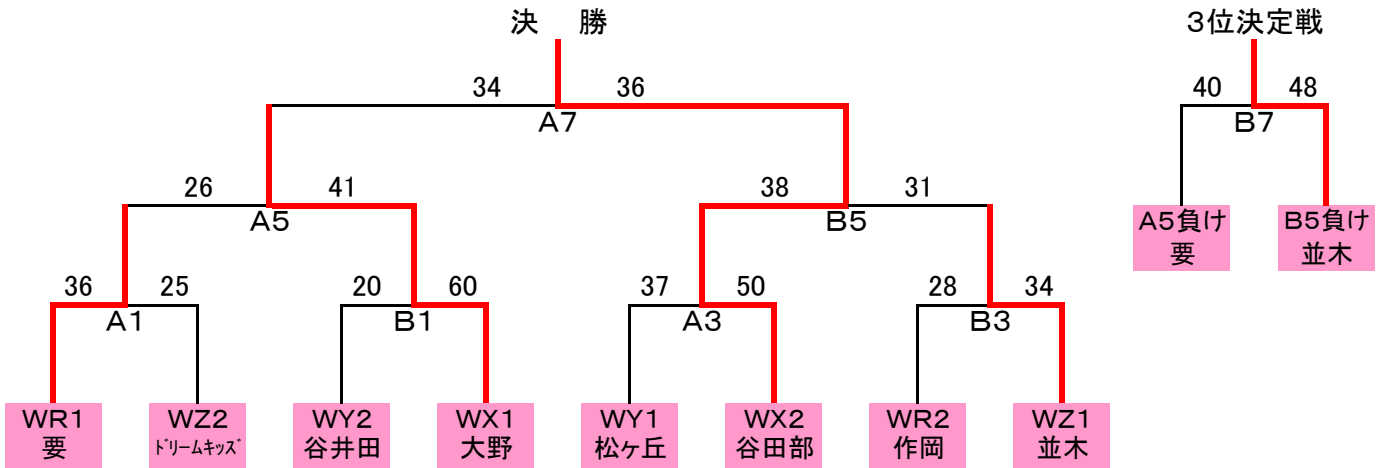 決　勝
3位決定戦
34 36
40 48
A7
B7
26 41
38 31
A5
B5
A5負け
要
B5負け
並木
36 25
20 60
37 50
28 34
A1
B1
A3
B3
WR1
要
WZ2
ﾄﾞﾘｰﾑｷｯｽﾞ
WY2
谷井田
WX1
大野
WY1
松ヶ丘
WX2
谷田部
WR2
作岡
WZ1
並木